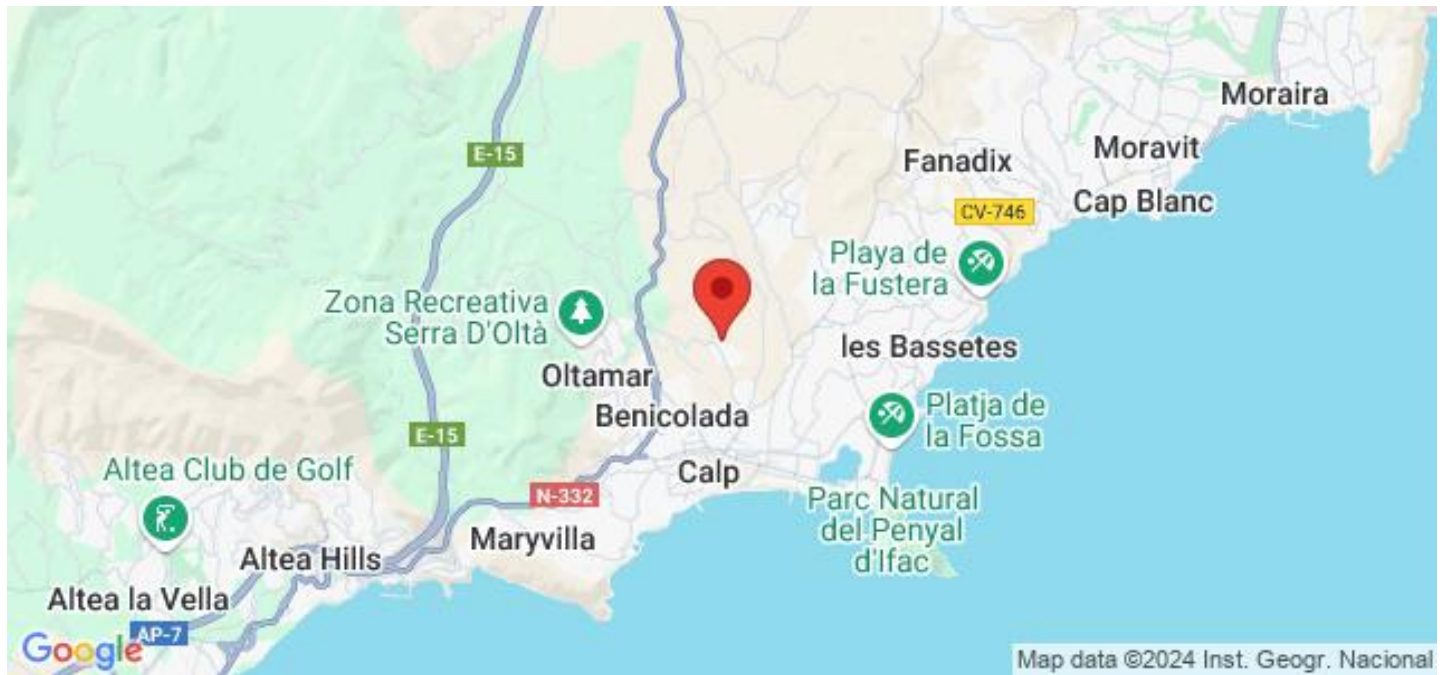 Moraira
Moravit
E-15
Fanadix
Cap Blanc
CV-746
Playa de
la Fustera
Zona Recreativa
Serra D'Oltà
les Bassetes
Oltamar
Benicolada
Platja de
la Fossa
E-15
Altea Club de Golf
Calp
N-332
Parc Natural
del Penyal
d'Ifac
Maryvilla
Altea Hills
Altea la Vella
AP-7
Google
Map data ©2024 Inst. Geogr. Nacional